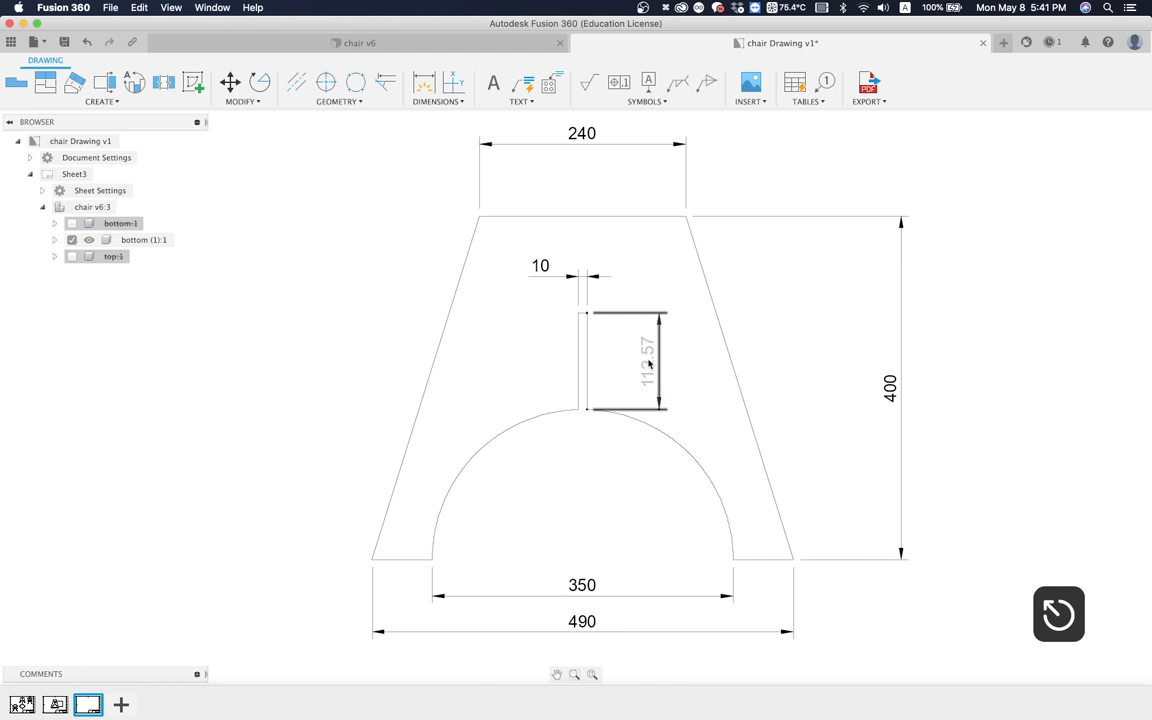 Fusion 360 File Edit View Window Help 75.4°C A 100% Mon May 8 5:41 PM
Autodesk Fusion 360 (Education License)
chair v6 chair Drawing v1* 1
DRAWING
CREATE MODIFY GEOMETRY DIMENSIONS TEXT SYMBOLS INSERT TABLES EXPORT
BROWSER
chair Drawing v1
Document Settings
Sheet3
Sheet Settings
chair v6:3
bottom:1
bottom (1):1
top:1
240
10
400
350
490
COMMENTS